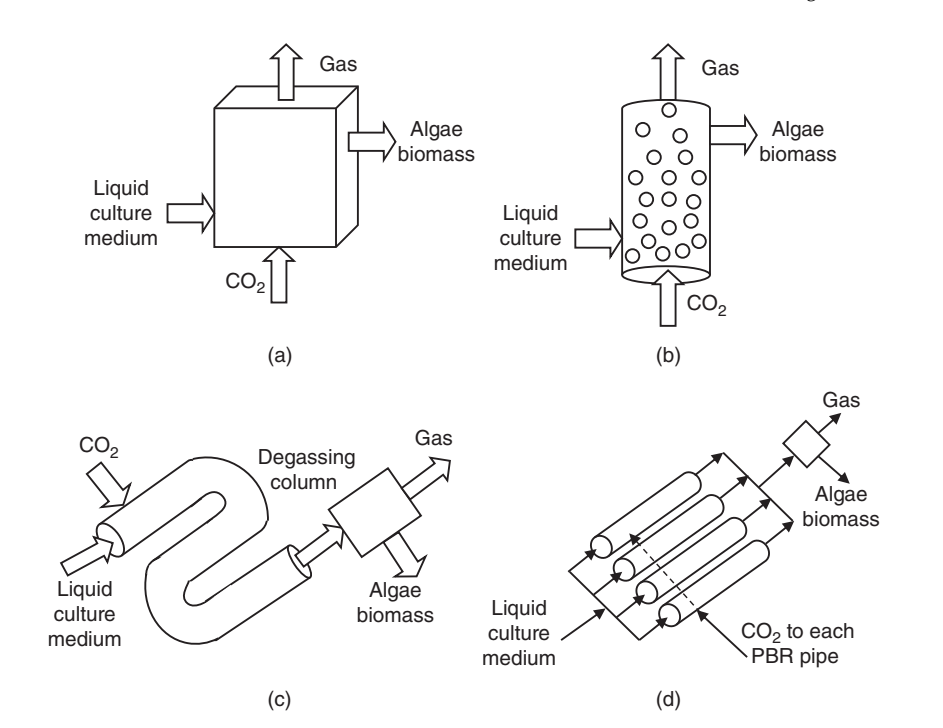 Gas
Algae
biomass
Liquid
culture
medium
CO₂
(a)
Gas
Algae
biomass
Liquid
culture
medium
CO₂
(b)
CO₂
Degassing
column
Gas
Liquid
culture
medium
Algae
biomass
(c)
Gas
Algae
biomass
Liquid
culture
medium
CO₂ to each
PBR pipe
(d)